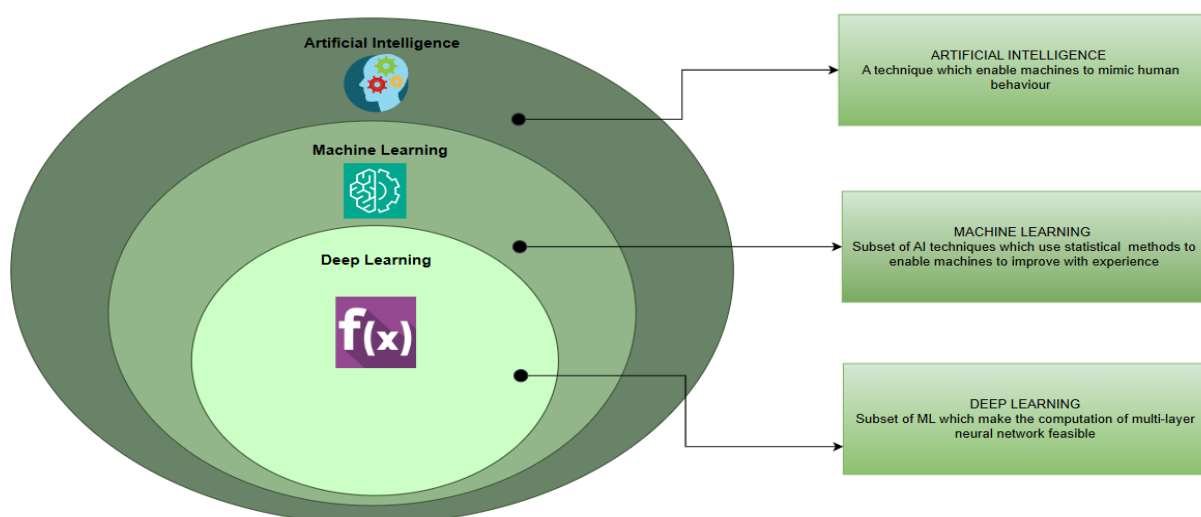 Artificial Intelligence
Machine Learning
Deep Learning
f(x)
ARTIFICIAL INTELLIGENCE
A technique which enable machines to mimic human
behaviour
MACHINE LEARNING
Subset of AI techniques which use statistical methods to
enable machines to improve with experience
DEEP LEARNING
Subset of ML which make the computation of multi-layer
neural network feasible